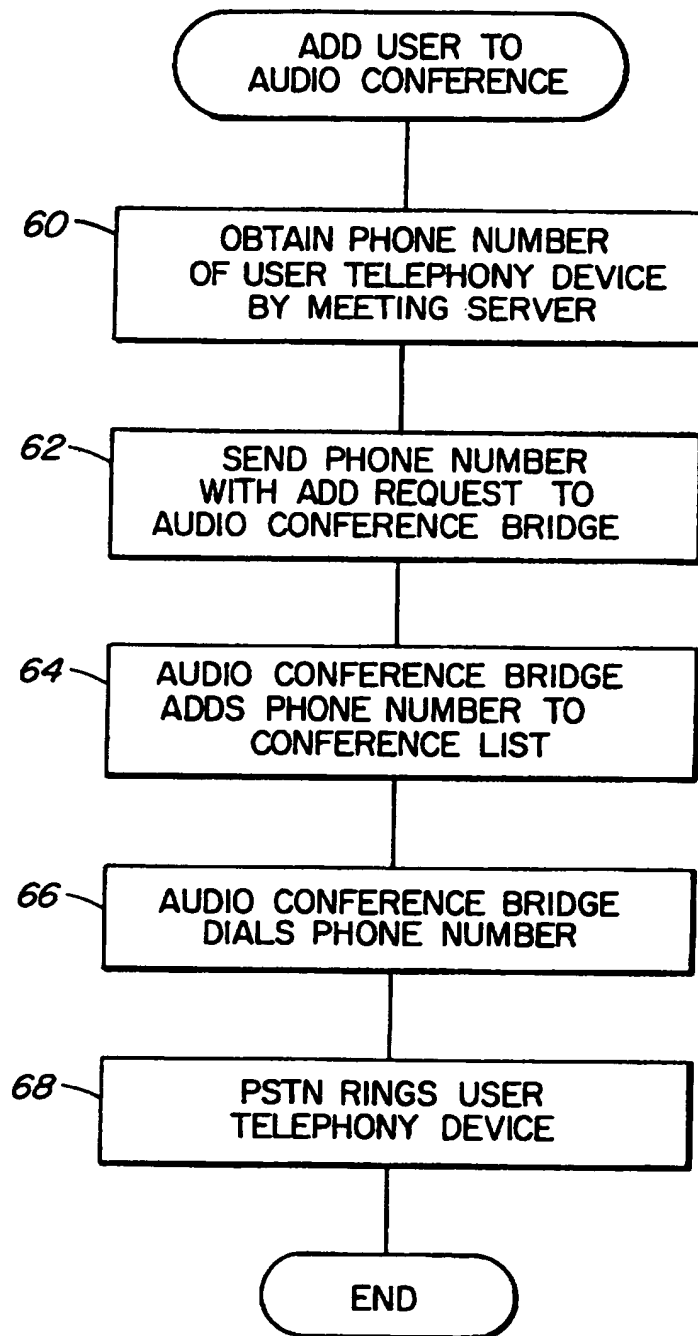 ADD USER TO
AUDIO CONFERENCE
60
OBTAIN PHONE NUMBER
OF USER TELEPHONY DEVICE
BY MEETING SERVER
62
SEND PHONE NUMBER
WITH ADD REQUEST TO
AUDIO CONFERENCE BRIDGE
64
AUDIO CONFERENCE BRIDGE
ADDS PHONE NUMBER TO
CONFERENCE LIST
66
AUDIO CONFERENCE BRIDGE
DIALS PHONE NUMBER
68
PSTN RINGS USER
TELEPHONY DEVICE
END